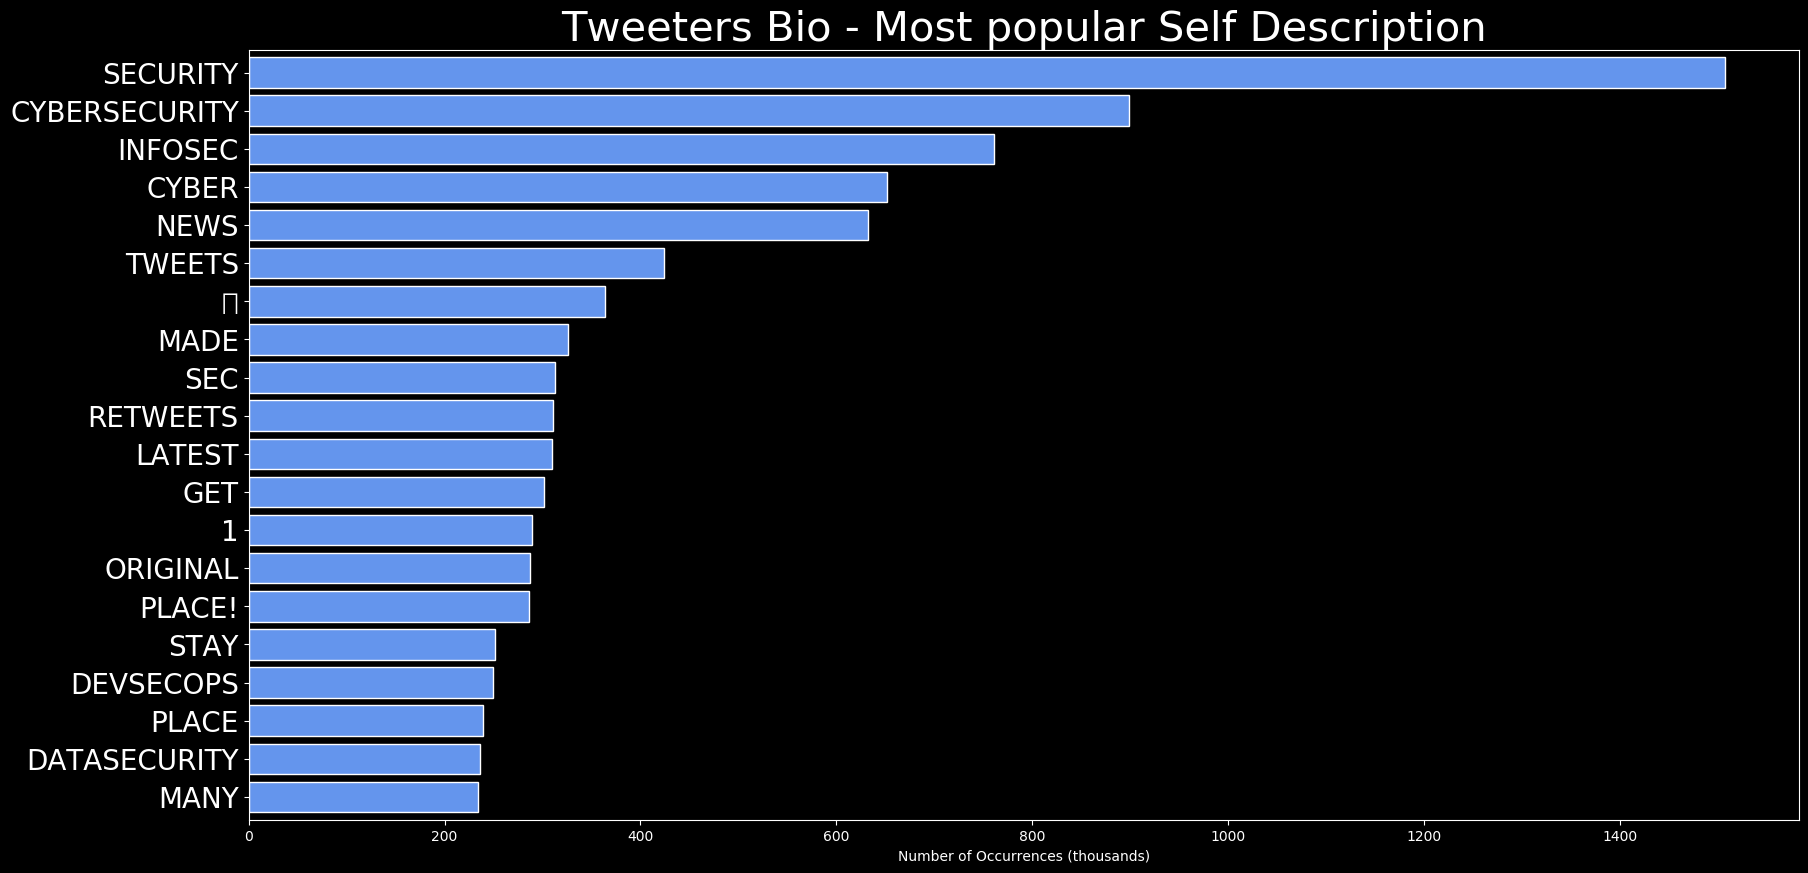 Tweeters Bio - Most popular Self Description
SECURITY
CYBERSECURITY
INFOSEC
CYBER
NEWS
TWEETS
MADE
SEC
RETWEETS
LATEST
GET
1
ORIGINAL
PLACE!
STAY
DEVSECOPS
PLACE
DATASECURITY
MANY
0 200 400 600 800 1000 1200 1400
Number of Occurrences (thousands)